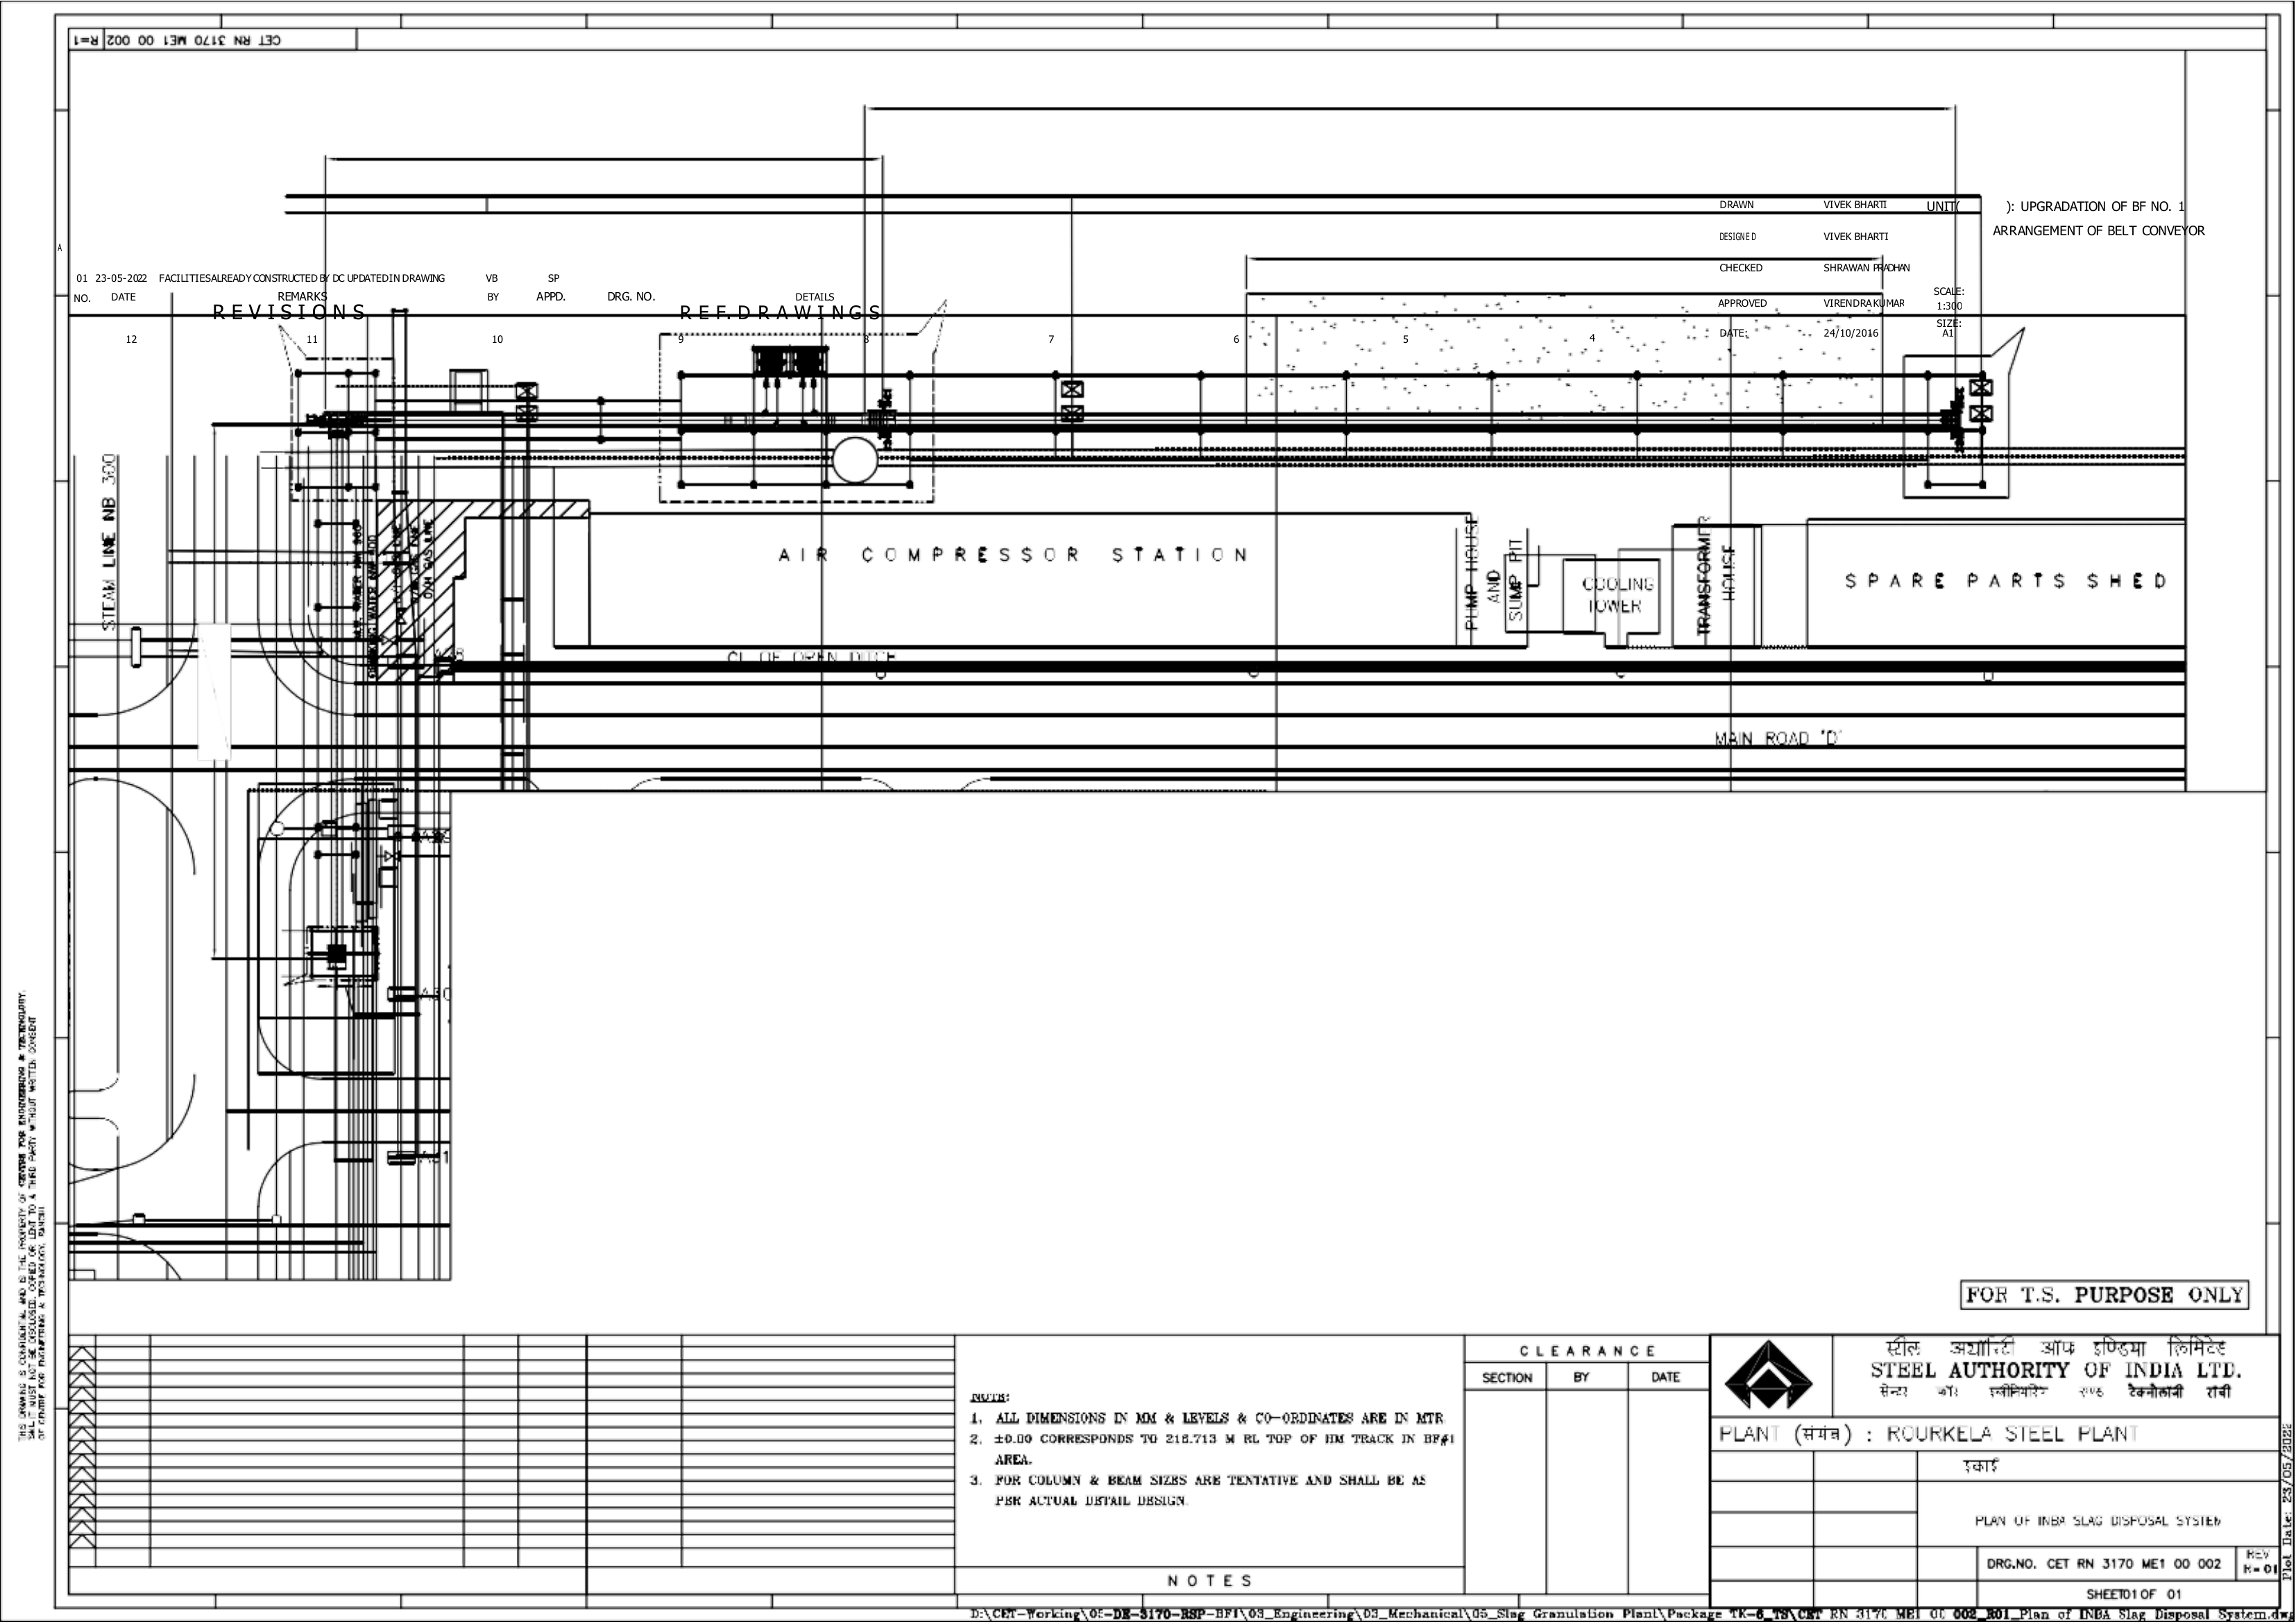 CET RN 3170 ME1 00 002 R=1
DRAWN VIVEK BHARTI UNIT( ): UPGRADATION OF BF NO. 1
DESIGNED VIVEK BHARTI ARRANGEMENT OF BELT CONVEYOR
A
CHECKED SHRAWAN PRADHAN
01 23-05-2022 FACILITIES ALREADY CONSTRUCTED BY DC UPDATED IN DRAWING VB SP
NO. DATE REMARKS BY APPD. DRG. NO. DETAILS
SCALE:
APPROVED VIRENDRA KUMAR 1:300
REVISIONS REF. DRAWINGS
SIZE:
DATE: 24/10/2016 A1
12 11 10 9 8 7 6 5 4
STEAM LINE NB 300
DRINKING WATER
GAS LINE
AIR COMPRESSOR STATION
PUMP HOUSE
AND
SUMP PIT
COOLING
TOWER
TRANSFORMER
HOUSE
SPARE PARTS SHED
CL OF OPEN DITCH
MAIN ROAD 'D'
THIS DRAWING IS CONFIDENTIAL AND IS THE PROPERTY OF CENTRE FOR ENGINEERING & TECHNOLOGY,
SAIL. IT MUST NOT BE DISCLOSED, COPIED OR LENT TO A THIRD PARTY WITHOUT WRITTEN CONSENT
OF CENTRE FOR ENGINEERING & TECHNOLOGY, RANCHI
FOR T.S. PURPOSE ONLY
NOTE:
1. ALL DIMENSIONS IN MM & LEVELS & CO-ORDINATES ARE IN MTR
2. ±0.00 CORRESPONDS TO 216.713 M RL TOP OF HM TRACK IN BF#1
AREA.
3. FOR COLUMN & BEAM SIZES ARE TENTATIVE AND SHALL BE AS
PER ACTUAL DETAIL DESIGN.
NOTES
CLEARANCE
SECTION BY DATE
स्टील अथॉरिटी ऑफ इण्डिया लिमिटेड
STEEL AUTHORITY OF INDIA LTD.
सेन्टर फॉर इन्जीनियरिंग एण्ड टेक्नोलॉजी रांची
PLANT (संयंत्र) : ROURKELA STEEL PLANT
इकाई
PLAN OF INBA SLAG DISPOSAL SYSTEM
DRG.NO. CET RN 3170 ME1 00 002 REV
R=01
SHEET 01 OF 01
Plot Date: 23/05/2022
D:\CET-Working\05-DE-3170-RSP-BF1\03_Engineering\03_Mechanical\05_Slag Granulation Plant\Package TK-6_TS\CET RN 3170 ME1 00 002_R01_Plan of INBA Slag Disposal System.dwg